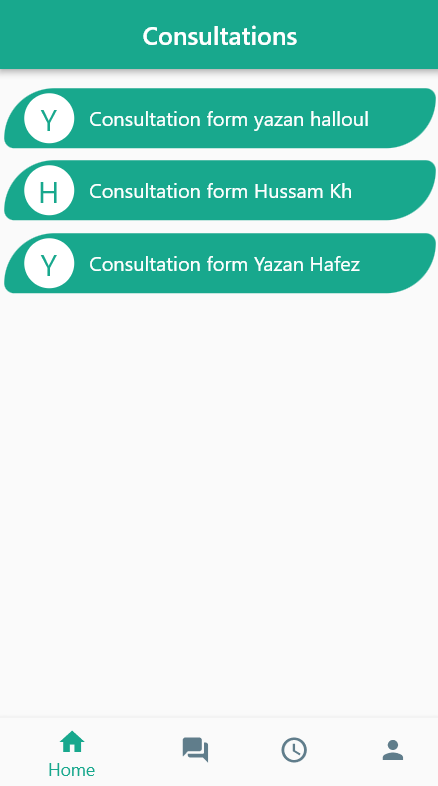 Consultations
Y
Consultation form yazan halloul
H
Consultation form Hussam Kh
Y
Consultation form Yazan Hafez
Home